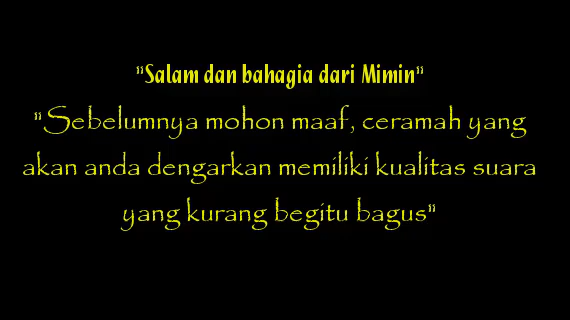 "Salam dan bahagia dari Mimin"
"Sebelumnya mohon maaf, ceramah yang
akan anda dengarkan memiliki kualitas suara
yang kurang begitu bagus"